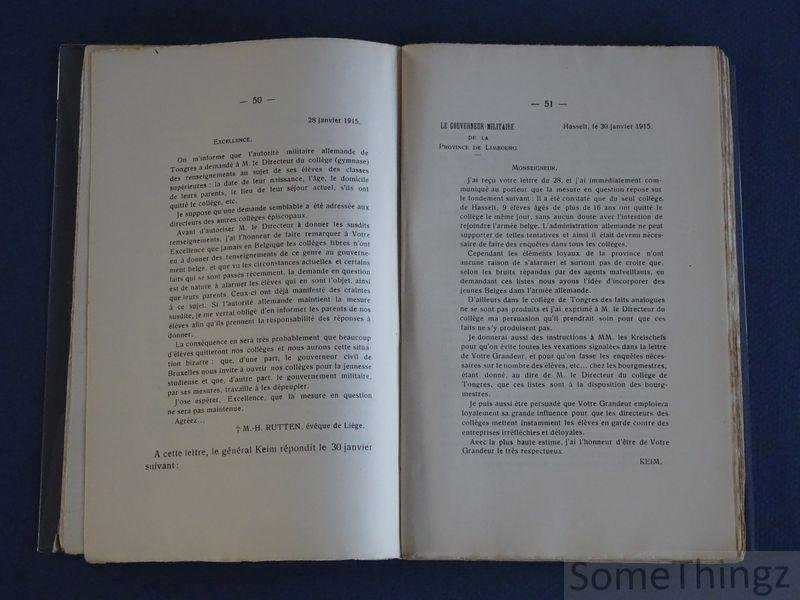 — 50 —
28 janvier 1915.
EXCELLENCE.
On m'informe que l'autorité militaire allemande de
Tongres a demandé à M. le Directeur du collège (gymnase)
des renseignements au sujet de ses élèves des classes
supérieures : la date de leur naissance, l'âge, le domicile
de leurs parents, le lieu de leur séjour actuel, s'ils ont
quitté le collège, etc.
Je suppose qu'une demande semblable a été adressée aux
directeurs des autres collèges épiscopaux.
Avant d'autoriser M. le Directeur à donner les susdits
renseignements, j'ai l'honneur de faire remarquer à Votre
Excellence que jamais en Belgique les collèges libres n'ont
eu à donner des renseignements de ce genre au gouverne-
ment belge, et que vu les circonstances actuelles et certains
faits qui se sont passés récemment, la demande en question
est de nature à alarmer les élèves qui en sont l'objet, ainsi
que leurs parents. Ceux-ci ont déjà manifesté des craintes
à ce sujet. Si l'autorité allemande maintient la mesure
susdite, je me verrai obligé d'en informer les parents de nos
élèves afin qu'ils prennent la responsabilité des réponses à
donner.
La conséquence en sera très probablement que beaucoup
d'élèves quitteront nos collèges et nous aurons cette situa-
tion bizarre : que, d'une part, le gouverneur civil de
Bruxelles nous invite à ouvrir nos collèges pour la jeunesse
studieuse et que, d'autre part, le gouvernement militaire,
par ses mesures, travaille à les dépeupler.
J'ose espérer, Excellence, que la mesure en question
ne sera pas maintenue.
Agréez...
† M.-H. RUTTEN, évêque de Liège.
A cette lettre, le général Keim répondit le 30 janvier
suivant :
— 51 —
LE GOUVERNEUR MILITAIRE
DE LA
PROVINCE DE LIMBOURG
Hasselt, le 30 janvier 1915.
MONSEIGNEUR.
J'ai reçu votre lettre du 28, et j'ai immédiatement com-
muniqué au porteur que la mesure en question repose sur
le fondement suivant : Il a été constaté que du seul collège,
de Hasselt, 9 élèves âgés de plus de 16 ans ont quitté le
collège le même jour, sans aucun doute avec l'intention de
rejoindre l'armée belge. L'administration allemande ne peut
supporter de telles tentatives et ainsi il était devenu néces-
saire de faire des enquêtes dans tous les collèges.
Cependant les éléments loyaux de la province n'ont
aucune raison de s'alarmer et surtout pas de croire que,
selon les bruits répandus par des agents malveillants, en
demandant ces listes nous ayons l'idée d'incorporer des
jeunes Belges dans l'armée allemande.
D'ailleurs dans le collège de Tongres des faits analogues
ne se sont pas produits et j'ai exprimé à M. le Directeur du
collège ma persuasion qu'il prendrait soin pour que ces
faits ne s'y produisent pas.
Je donnerai aussi des instructions à MM. les Kreischefs
pour qu'on évite toutes les vexations signalées dans la lettre
de Votre Grandeur, et pour qu'on fasse les enquêtes néces-
saires sur le nombre des élèves, etc... chez les bourgmestres,
étant donné, au dire de M. le Directeur du collège de
Tongres, que ces listes sont à la disposition des bourg-
mestres.
Je puis aussi être persuadé que Votre Grandeur emploiera
loyalement sa grande influence pour que les directeurs des
collèges mettent instamment les élèves en garde contre des
entreprises irréfléchies et déloyales.
Avec la plus haute estime, j'ai l'honneur d'être de Votre
Grandeur le très respectueux
KEIM.
SomeThingz